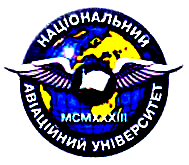 НАЦІОНАЛЬНИЙ
MCMXXXIII
АВІАЦІЙНИЙ УНІВЕРСИТЕТ